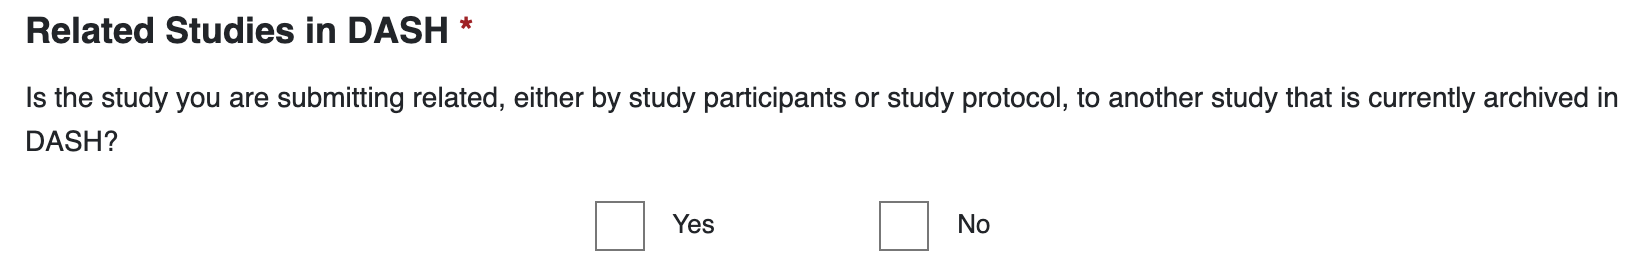 Related Studies in DASH *
Is the study you are submitting related, either by study participants or study protocol, to another study that is currently archived in
DASH?
Yes No